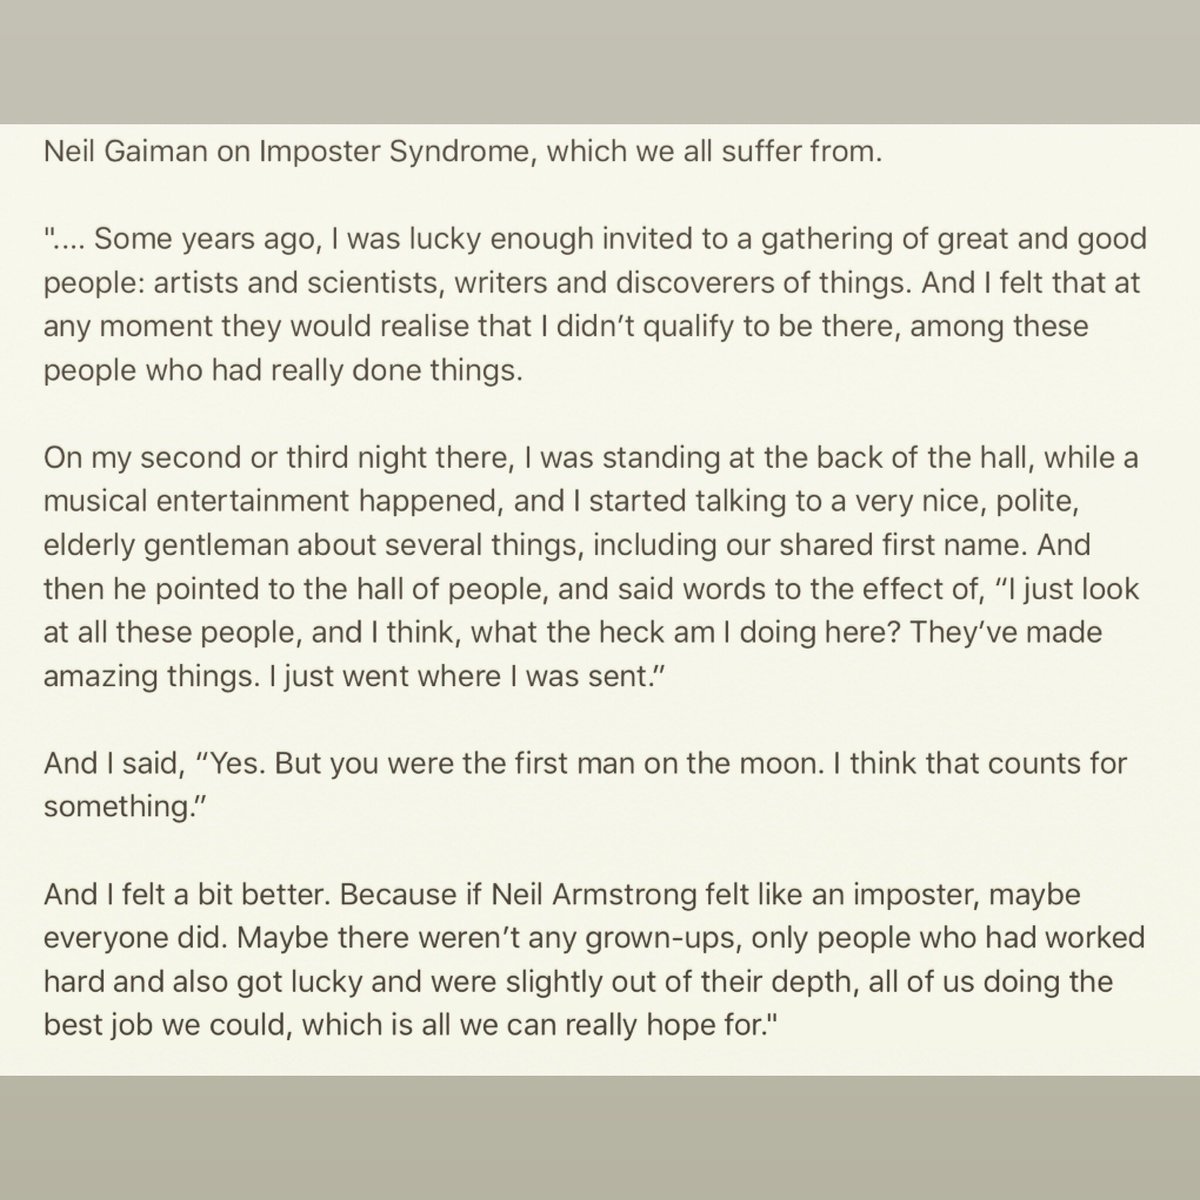 Neil Gaiman on Imposter Syndrome, which we all suffer from.
".... Some years ago, I was lucky enough invited to a gathering of great and good
people: artists and scientists, writers and discoverers of things. And I felt that at
any moment they would realise that I didn’t qualify to be there, among these
people who had really done things.
On my second or third night there, I was standing at the back of the hall, while a
musical entertainment happened, and I started talking to a very nice, polite,
elderly gentleman about several things, including our shared first name. And
then he pointed to the hall of people, and said words to the effect of, “I just look
at all these people, and I think, what the heck am I doing here? They’ve made
amazing things. I just went where I was sent.”
And I said, “Yes. But you were the first man on the moon. I think that counts for
something.”
And I felt a bit better. Because if Neil Armstrong felt like an imposter, maybe
everyone did. Maybe there weren’t any grown-ups, only people who had worked
hard and also got lucky and were slightly out of their depth, all of us doing the
best job we could, which is all we can really hope for."